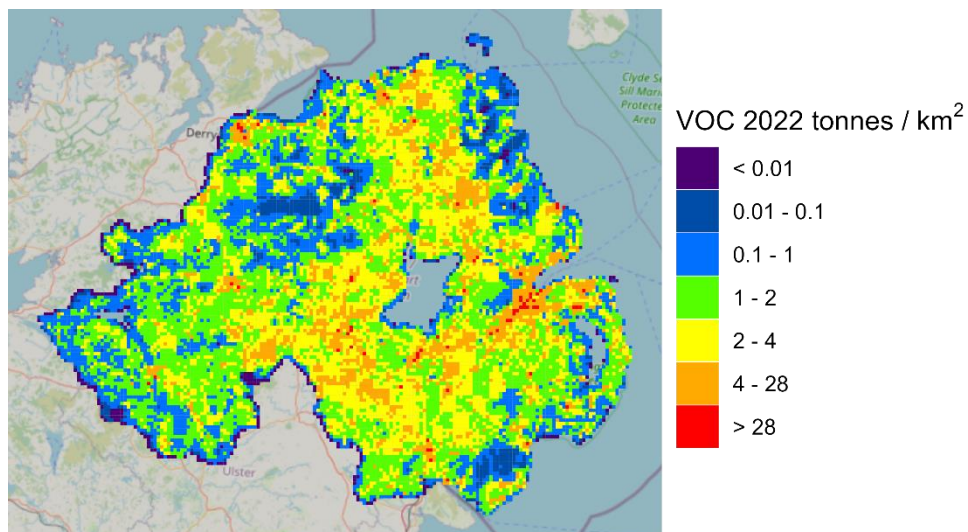 Clyde Se
Sill Mari
Protecte
Area
Derry
Ulster
VOC 2022 tonnes / km²
< 0.01
0.01 - 0.1
0.1 - 1
1 - 2
2 - 4
4 - 28
> 28